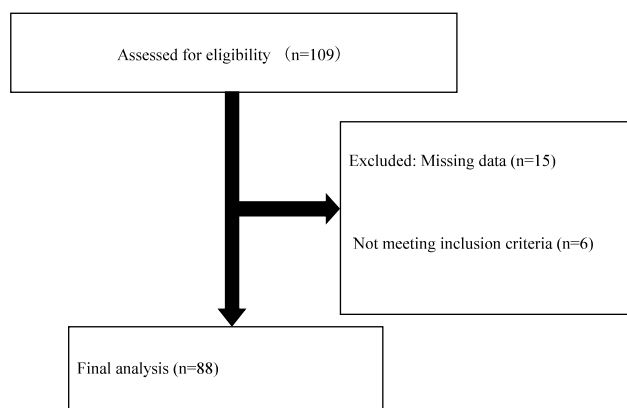 Assessed for eligibility （n=109）
Excluded: Missing data (n=15)
Not meeting inclusion criteria (n=6)
Final analysis (n=88)